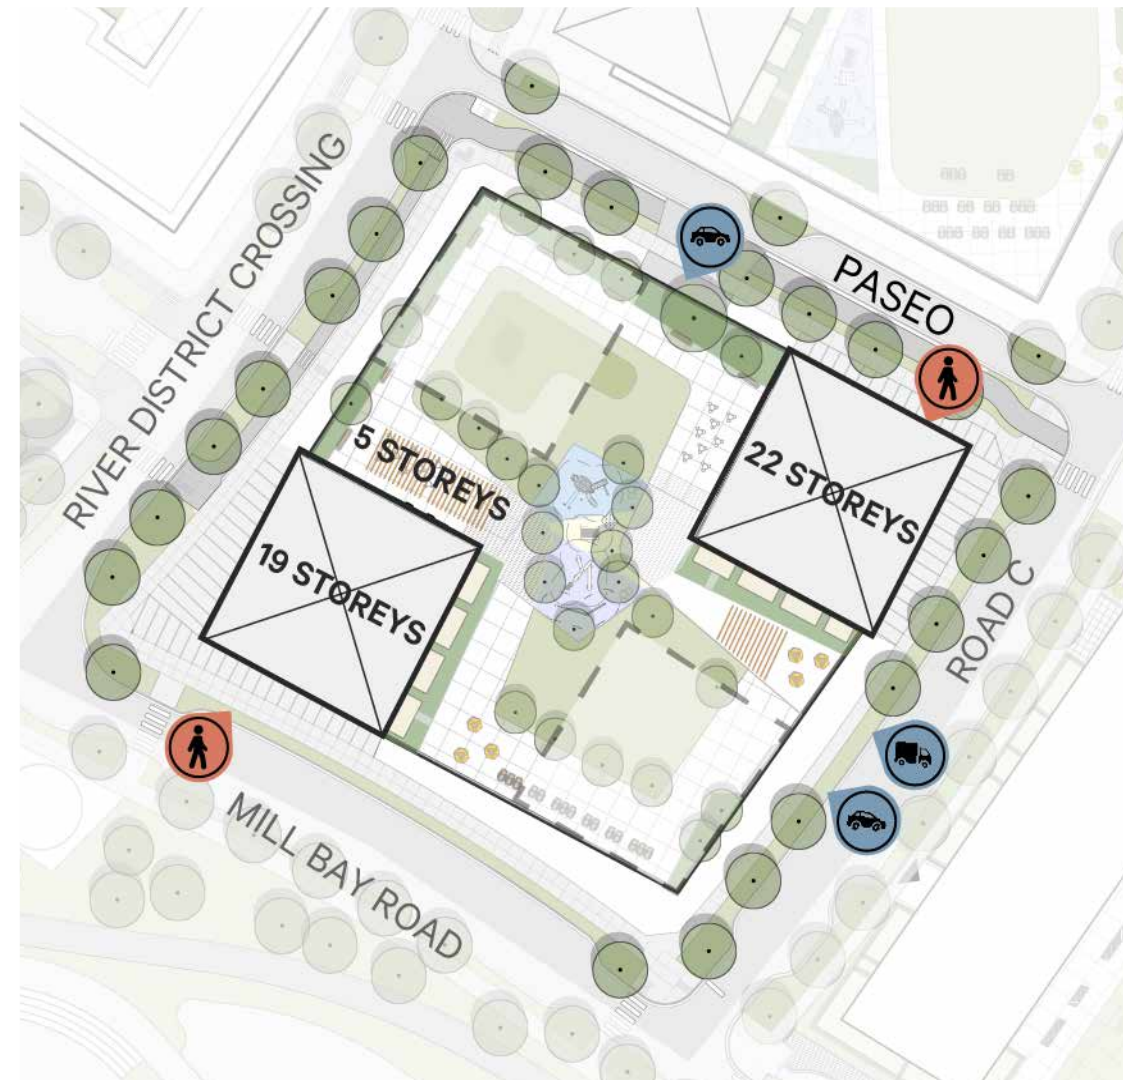 RIVER DISTRICT CROSSING
PASEO
5 STOREYS
22 STOREYS
19 STOREYS
ROAD C
MILL BAY ROAD